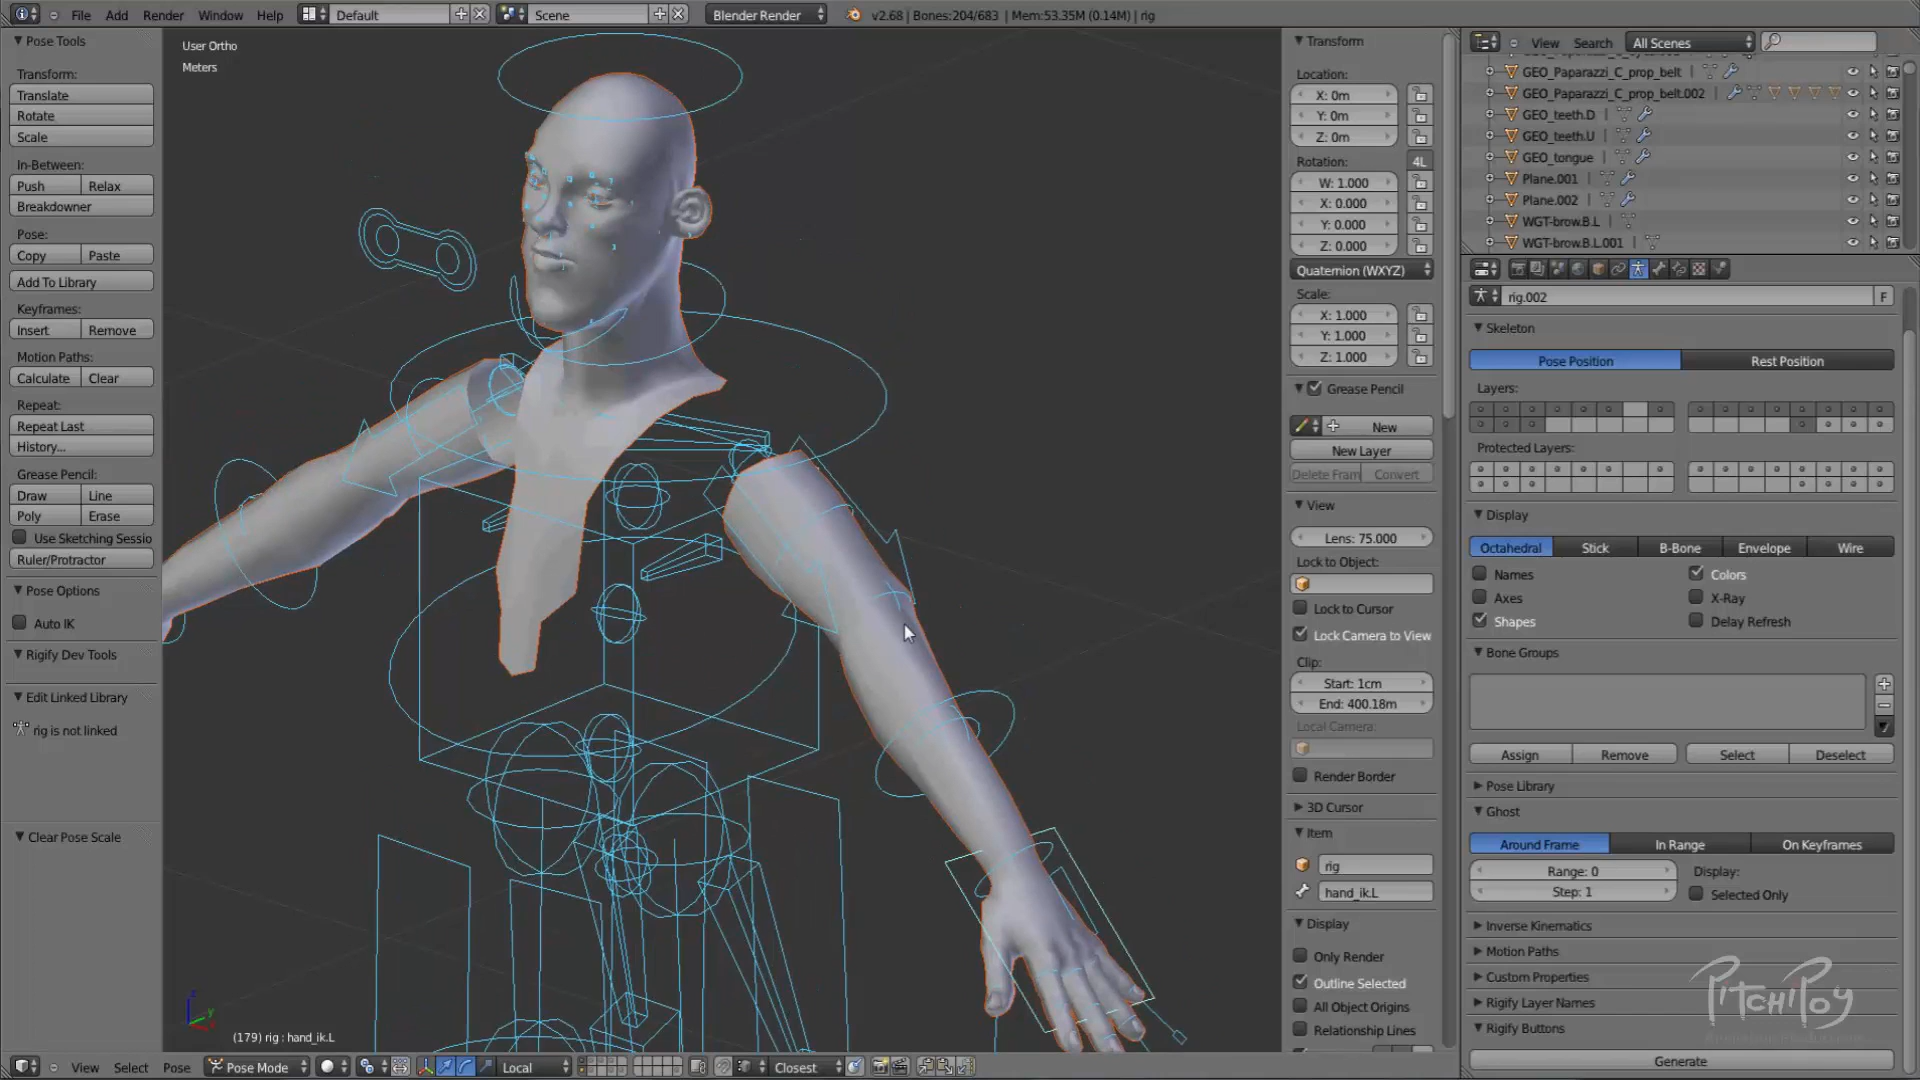 File Add Render Window Help Default Scene Blender Render v2.68 | Bones:204/683 | Mem:53.35M (0.14M) | rig
Pose Tools
Transform:
Translate
Rotate
Scale
In-Between:
Push Relax
Breakdowner
Pose:
Copy Paste
Add To Library
Keyframes:
Insert Remove
Motion Paths:
Calculate Clear
Repeat:
Repeat Last
History...
Grease Pencil:
Draw Line
Poly Erase
Use Sketching Sessio
Ruler/Protractor
Pose Options
Auto IK
Rigify Dev Tools
Edit Linked Library
rig is not linked
Clear Pose Scale
User Ortho
Meters
(179) rig : hand_ik.L
View Select Pose Pose Mode Local Closest
Transform
Location:
X: 0m
Y: 0m
Z: 0m
Rotation: 4L
W: 1.000
X: 0.000
Y: 0.000
Z: 0.000
Quaternion (WXYZ)
Scale:
X: 1.000
Y: 1.000
Z: 1.000
Grease Pencil
New
New Layer
Delete Fram Convert
View
Lens: 75.000
Lock to Object:
Lock to Cursor
Lock Camera to View
Clip:
Start: 1cm
End: 400.18m
Local Camera:
Render Border
3D Cursor
Item
rig
hand_ik.L
Display
Only Render
Outline Selected
All Object Origins
Relationship Lines
View Search All Scenes
GEO_Paparazzi_C_prop_belt
GEO_Paparazzi_C_prop_belt.002
GEO_teeth.D
GEO_teeth.U
GEO_tongue
Plane.001
Plane.002
WGT-brow.B.L
WGT-brow.B.L.001
rig.002 F
Skeleton
Pose Position Rest Position
Layers:
Protected Layers:
Display
Octahedral Stick B-Bone Envelope Wire
Names Colors
Axes X-Ray
Shapes Delay Refresh
Bone Groups
Assign Remove Select Deselect
Pose Library
Ghost
Around Frame In Range On Keyframes
Range: 0 Display:
Step: 1 Selected Only
Inverse Kinematics
Motion Paths
Custom Properties
Rigify Layer Names
Rigify Buttons
Generate
PitchiPoy